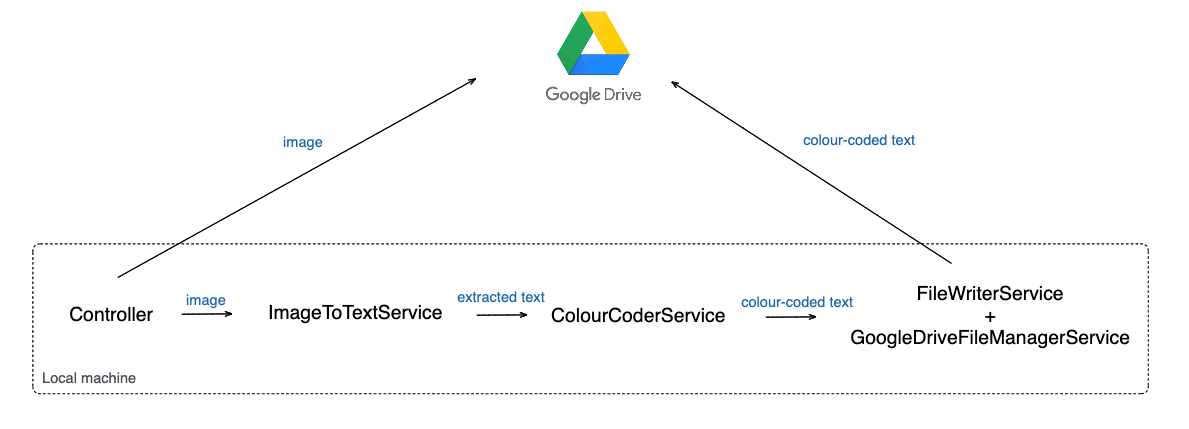 Google Drive
image
colour-coded text
Controller
image
ImageToTextService
extracted text
ColourCoderService
colour-coded text
FileWriterService
+
GoogleDriveFileManagerService
Local machine